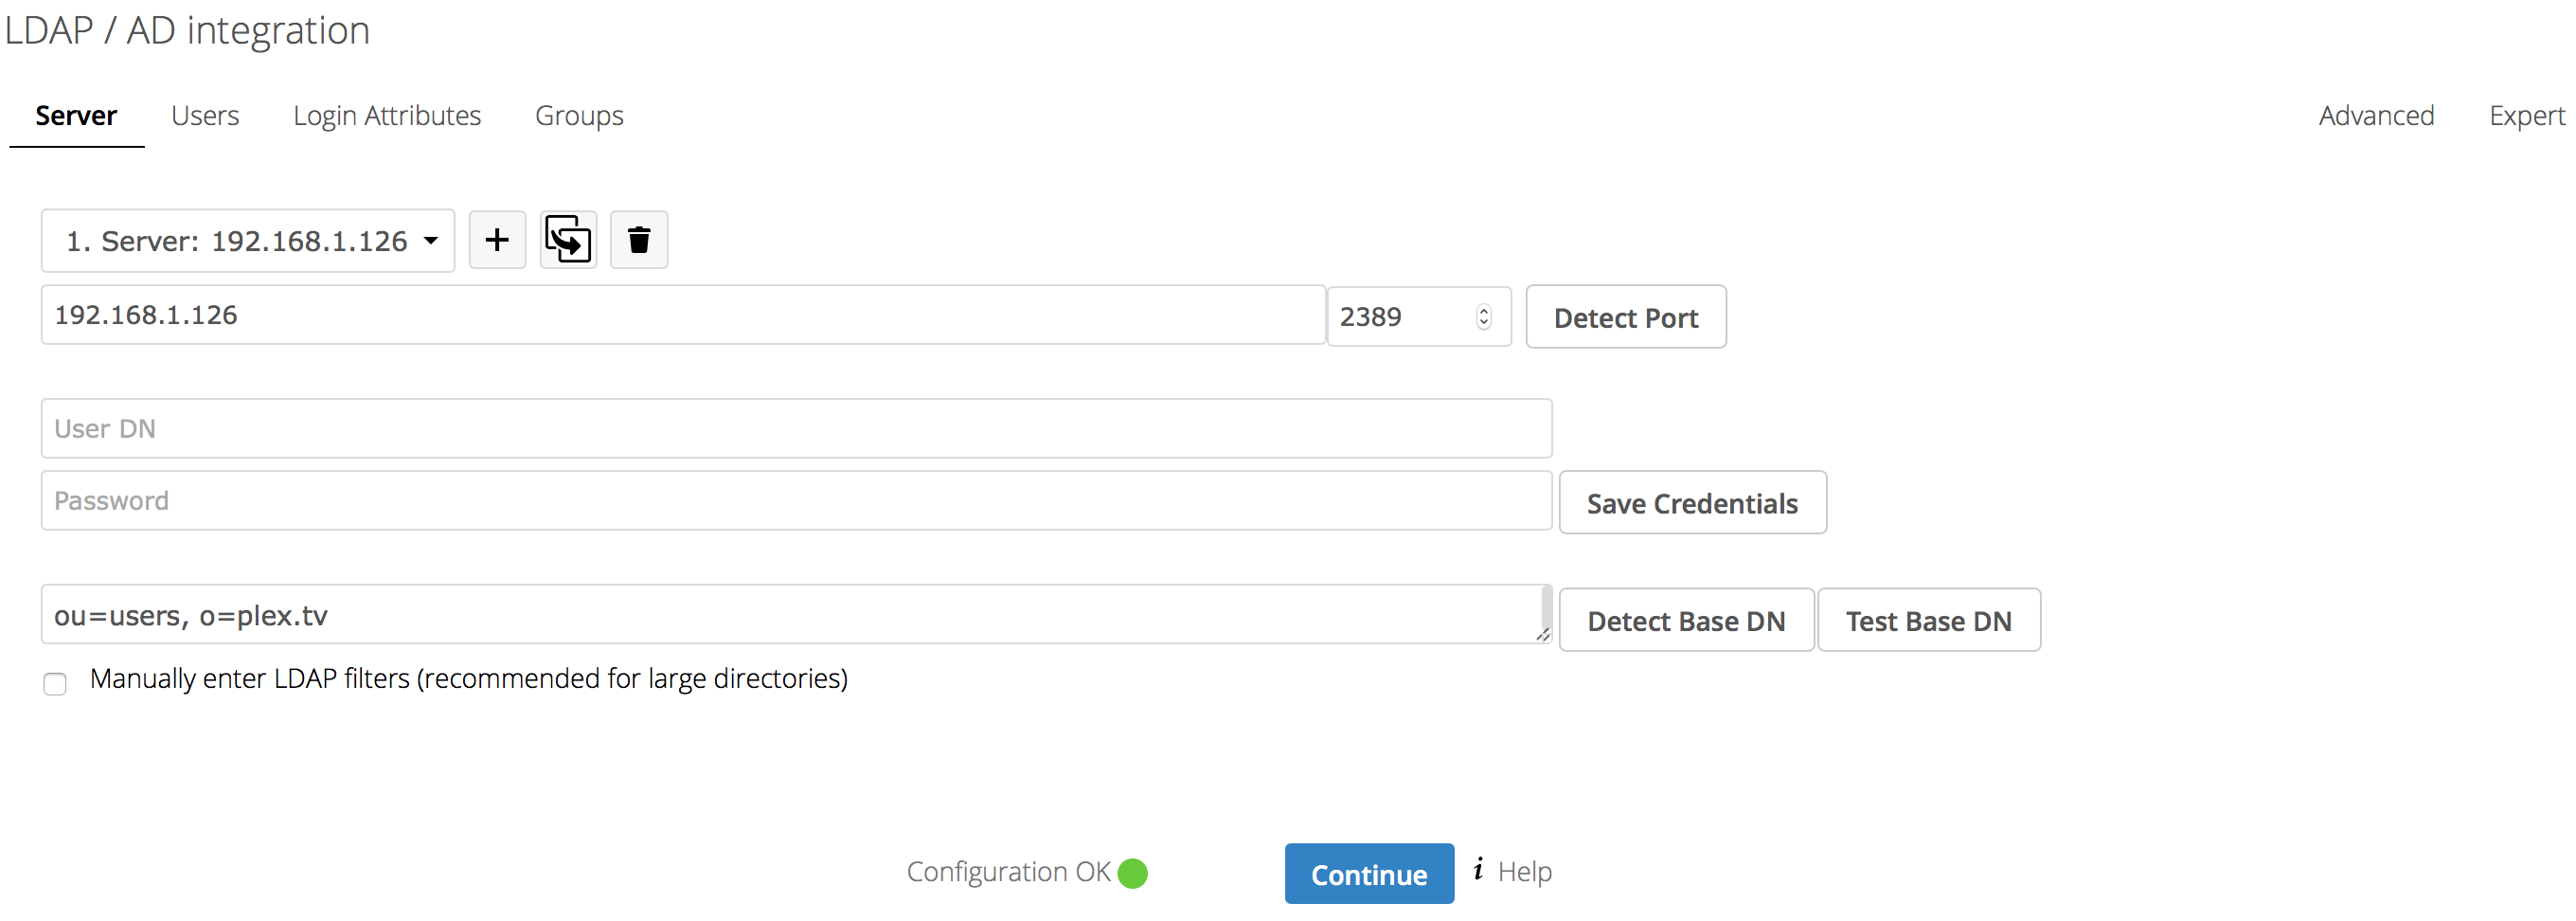 LDAP / AD integration
Server Users Login Attributes Groups Advanced Expert
1. Server: 192.168.1.126
192.168.1.126 2389 Detect Port
User DN
Password Save Credentials
ou=users, o=plex.tv Detect Base DN Test Base DN
Manually enter LDAP filters (recommended for large directories)
Configuration OK Continue i Help